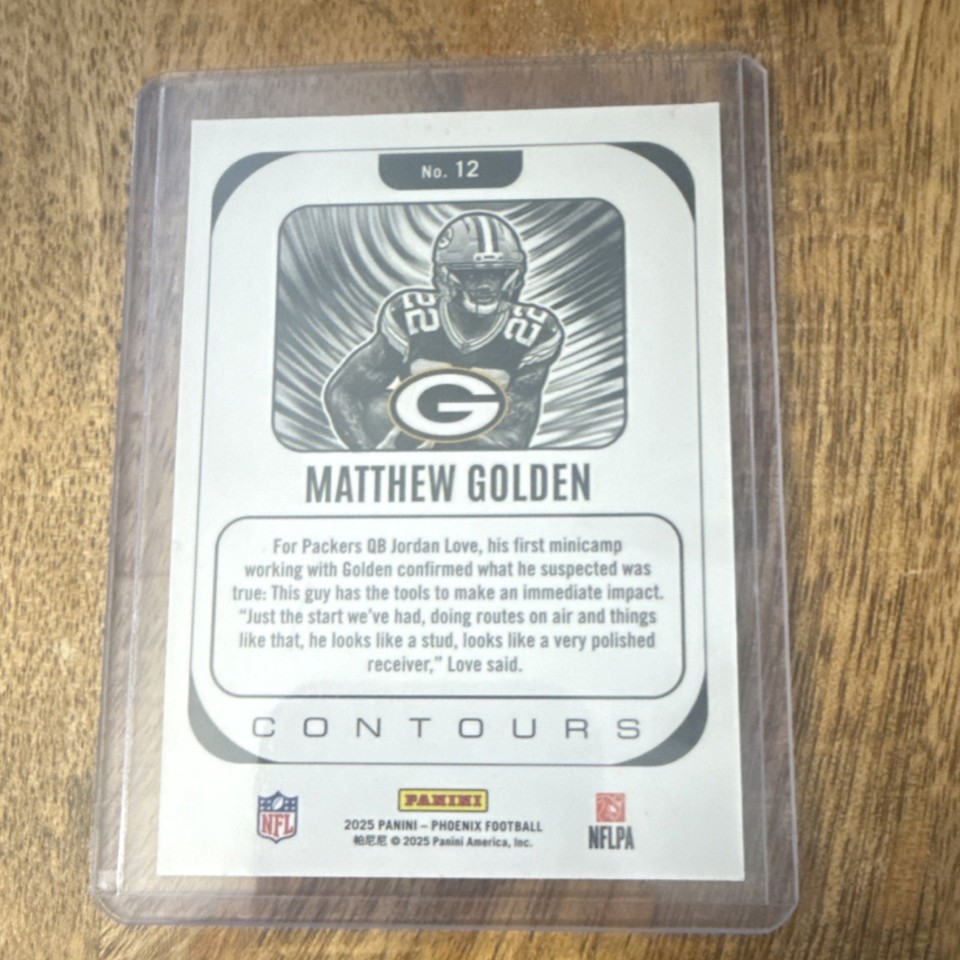 No. 12
22
22
G
MATTHEW GOLDEN
For Packers QB Jordan Love, his first minicamp
working with Golden confirmed what he suspected was
true: This guy has the tools to make an immediate impact.
“Just the start we’ve had, doing routes on air and things
like that, he looks like a stud, looks like a very polished
receiver,” Love said.
CONTOURS
NFL
PANINI
2025 PANINI – PHOENIX FOOTBALL
帕尼尼 © 2025 Panini America, Inc.
NFLPA